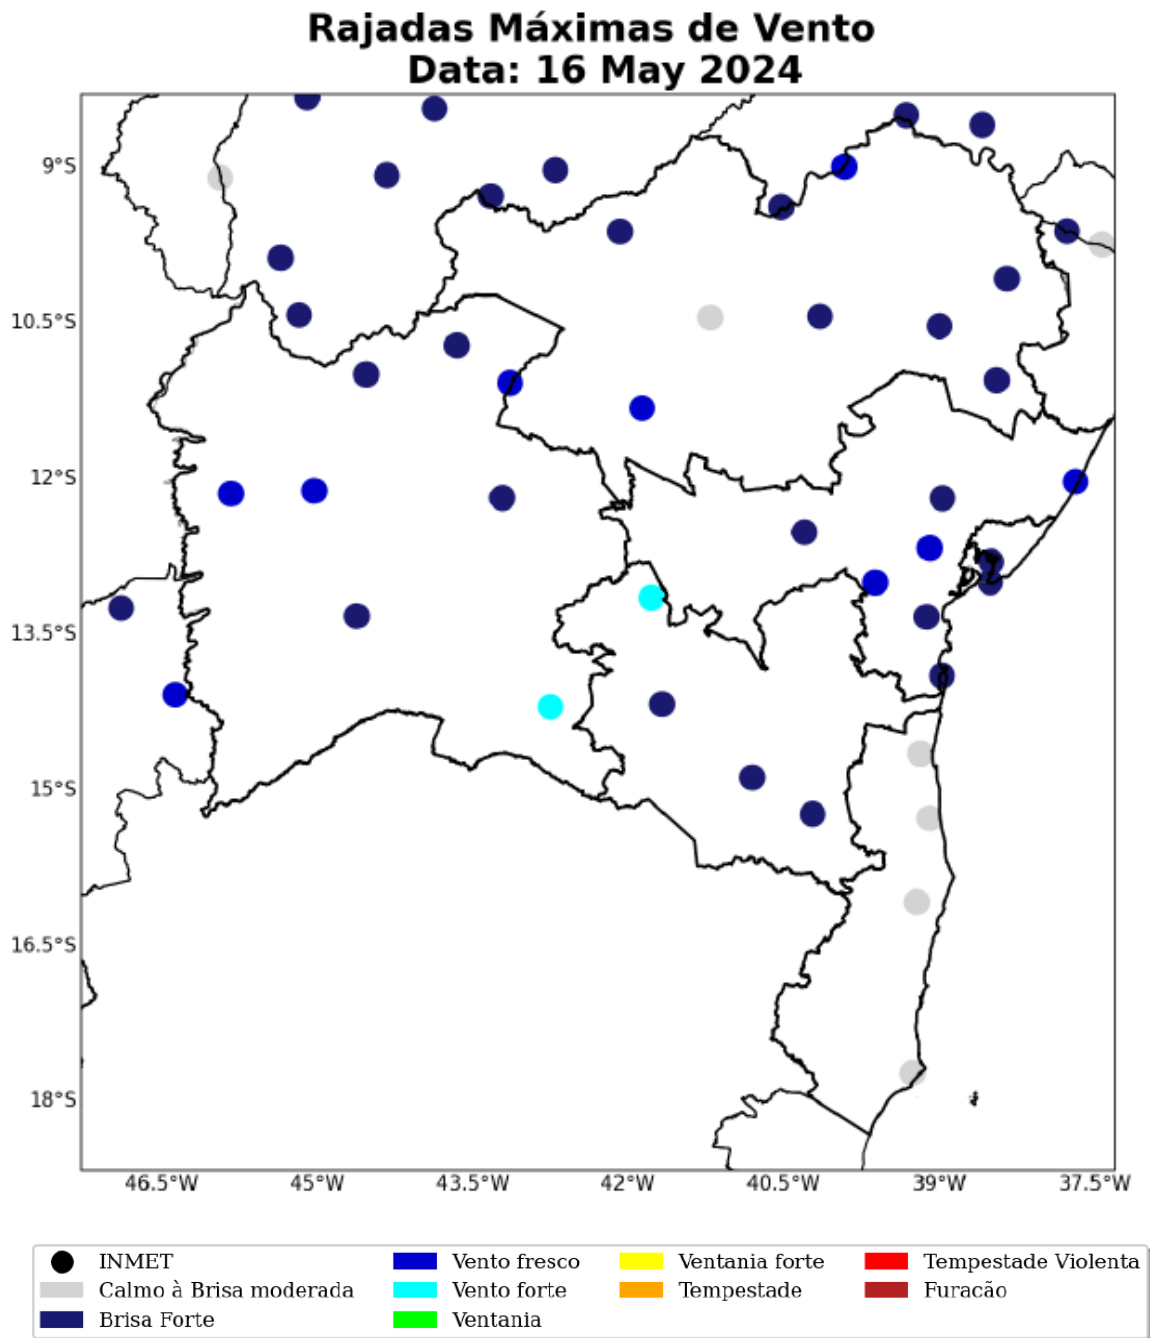 Rajadas Máximas de Vento
Data: 16 May 2024
9°S
10.5°S
12°S
13.5°S
15°S
16.5°S
18°S
46.5°W 45°W 43.5°W 42°W 40.5°W 39°W 37.5°W
INMET
Calmo à Brisa moderada
Brisa Forte
Vento fresco
Vento forte
Ventania
Ventania forte
Tempestade
Tempestade Violenta
Furacão